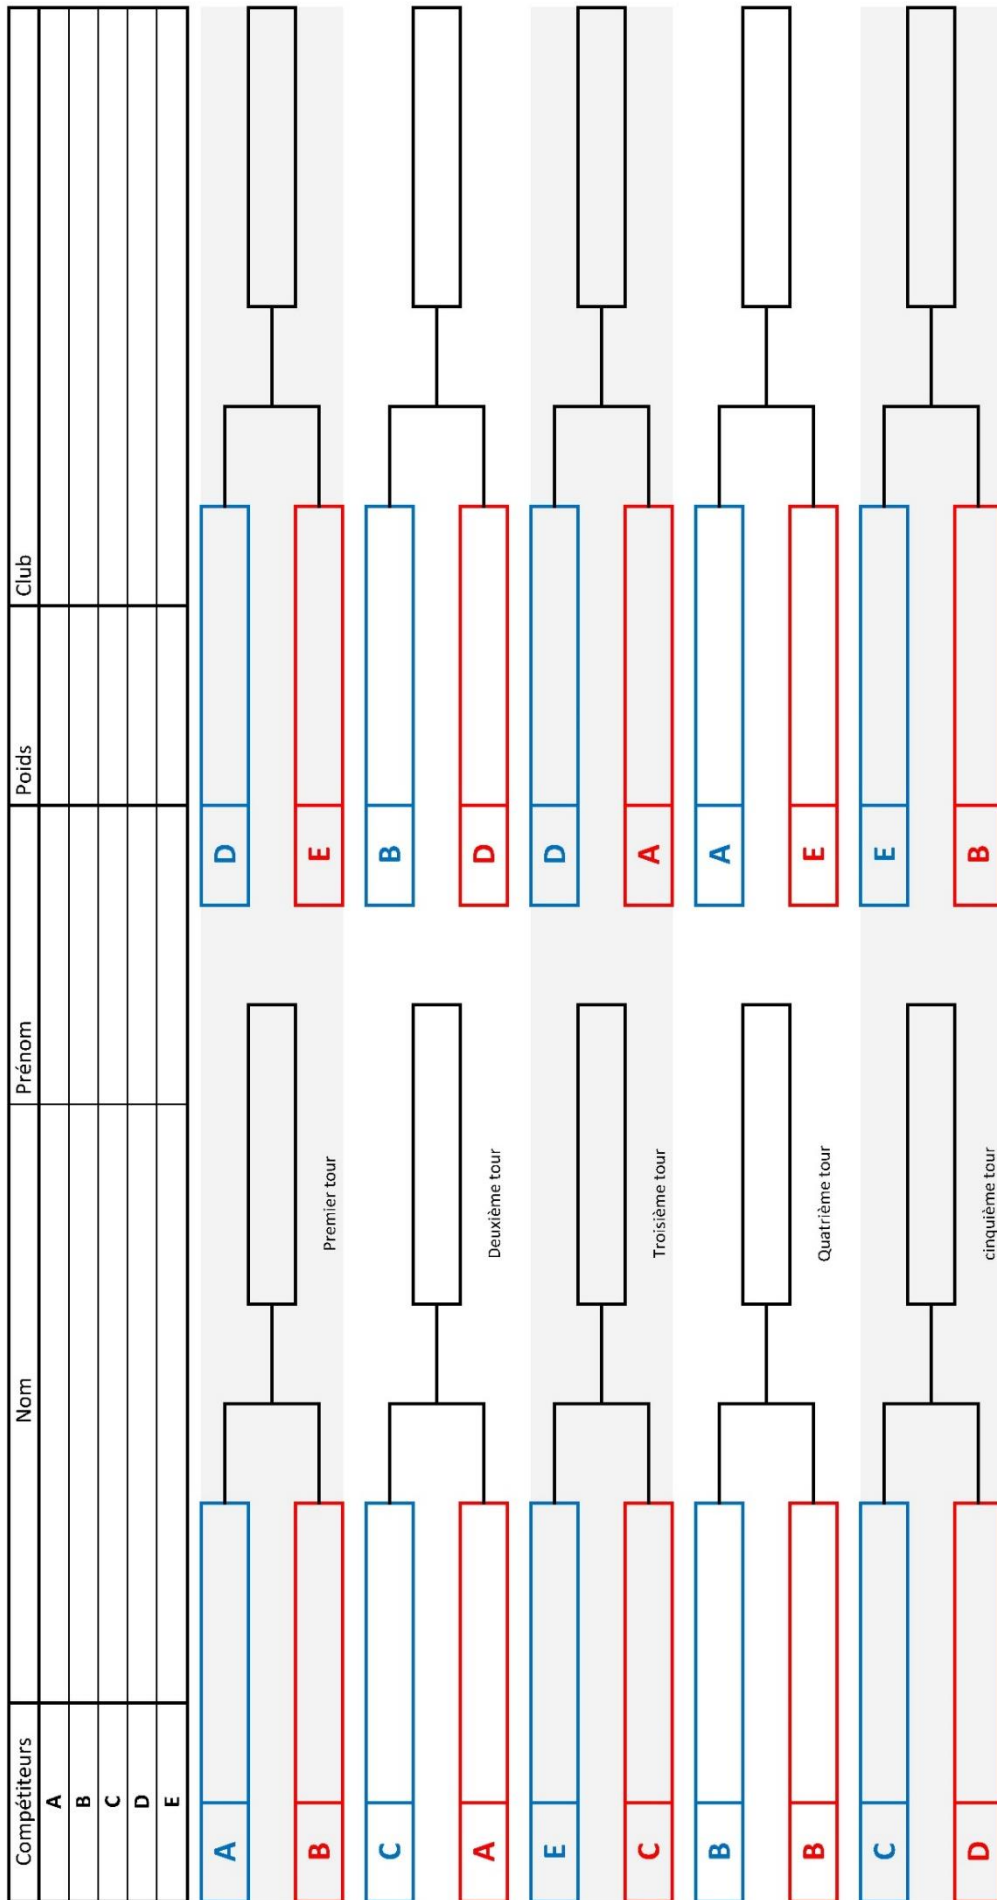 Compétiteurs Nom Prénom Poids Club
A
B
C
D
E
A D
B Premier tour E
C B
A Deuxième tour D
E D
C Troisième tour A
B A
B Quatrième tour E
C E
D cinquième tour B